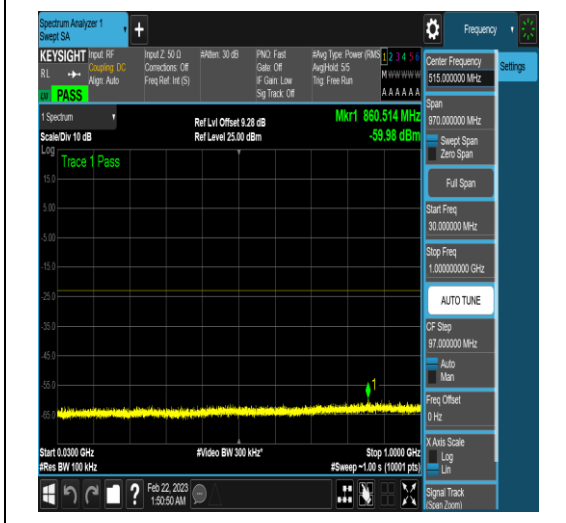 Spectrum Analyzer 1
Swept SA
+
Frequency
KEYSIGHT
RL
PASS
Input: RF
Coupling: DC
Align: Auto
Input Z: 50 Ω
Corrections: Off
Freq Ref: Int (S)
#Atten: 30 dB
PNO: Fast
Gate: Off
IF Gain: Low
Sig Track: Off
#Avg Type: Power (RMS
Avg|Hold: 5/5
Trig: Free Run
1 2 3 4 5 6
M W W W W W
A A A A A A
1 Spectrum
Scale/Div 10 dB
Ref Lvl Offset 9.28 dB
Ref Level 25.00 dBm
Mkr1 860.514 MHz
-59.98 dBm
Log
Trace 1 Pass
15.0
5.00
-5.00
-15.0
-25.0
-35.0
-45.0
-55.0
-65.0
1
Start 0.0300 GHz
#Res BW 100 kHz
#Video BW 300 kHz*
Stop 1.0000 GHz
#Sweep ~1.00 s (10001 pts)
?
Feb 22, 2023
1:50:50 AM
Center Frequency
515.000000 MHz
Settings
Span
970.000000 MHz
Swept Span
Zero Span
Full Span
Start Freq
30.000000 MHz
Stop Freq
1.000000000 GHz
AUTO TUNE
CF Step
97.000000 MHz
Auto
Man
Freq Offset
0 Hz
X Axis Scale
Log
Lin
Signal Track
(Span Zoom)